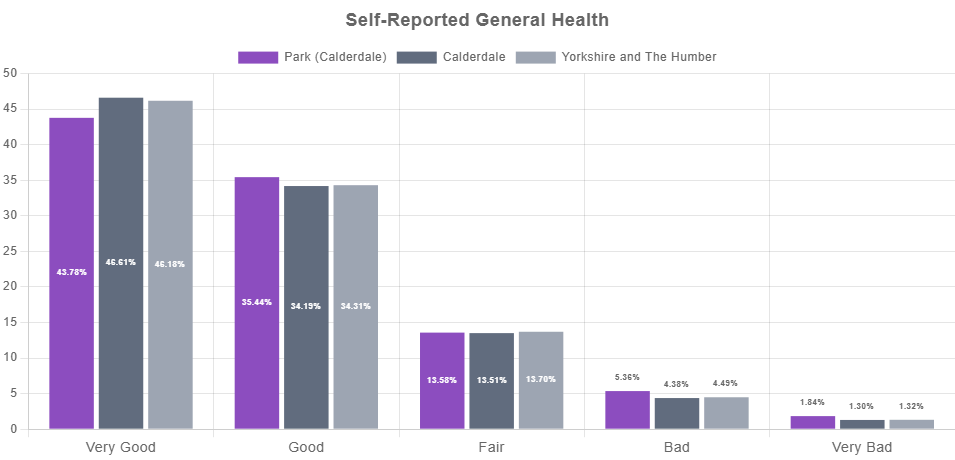 Self-Reported General Health
Park (Calderdale) Calderdale Yorkshire and The Humber
50
45
40
35
30
25
20
15
10
5
0
43.78% 46.61% 46.18%
35.44% 34.19% 34.31%
13.58% 13.51% 13.70%
5.36% 4.38% 4.49%
1.84% 1.30% 1.32%
Very Good Good Fair Bad Very Bad